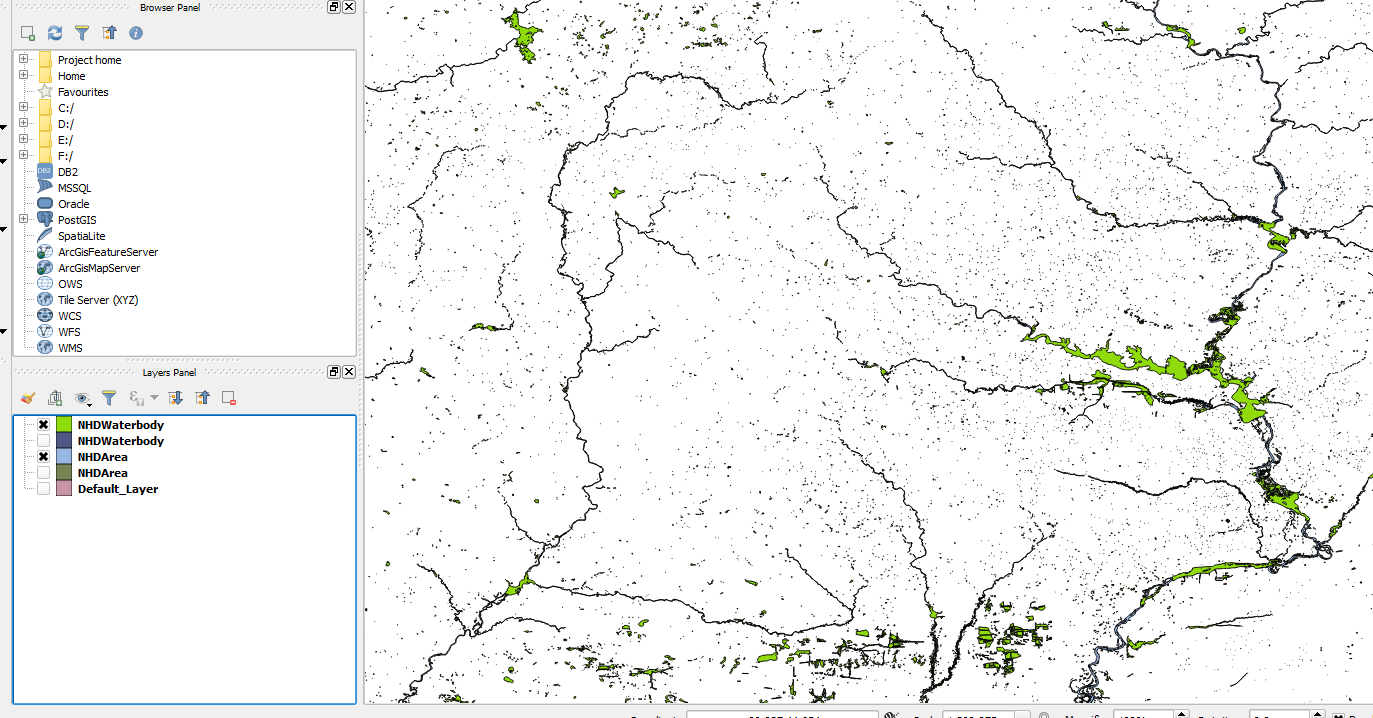 Browser Panel
Project home
Home
Favourites
C:/
D:/
E:/
F:/
DB2
MSSQL
Oracle
PostGIS
SpatiaLite
ArcGisFeatureServer
ArcGisMapServer
OWS
Tile Server (XYZ)
WCS
WFS
WMS
Layers Panel
NHDWaterbody
NHDWaterbody
NHDArea
NHDArea
Default_Layer